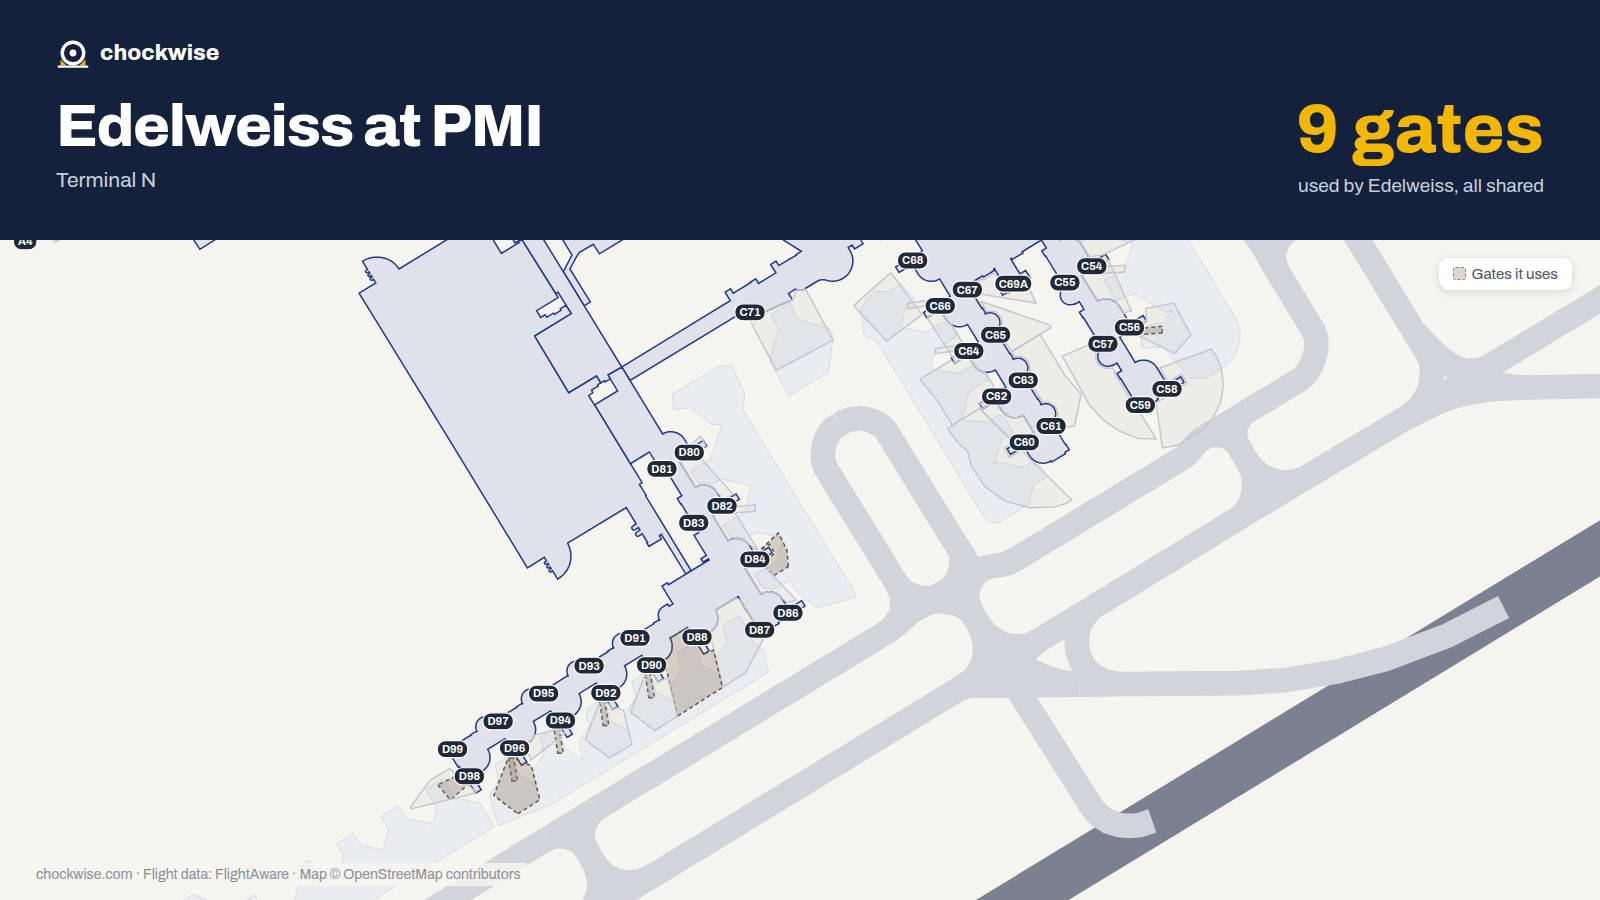 chockwise
Edelweiss at PMI
Terminal N
9 gates
used by Edelweiss, all shared
A4
Gates it uses
C68
C54
C67
C69A
C55
C66
C71
C56
C65
C57
C64
C63
C58
C62
C59
C61
C60
D80
D81
D82
D83
D84
D86
D87
D88
D91
D90
D93
D92
D95
D94
D97
D96
D99
D98
chockwise.com · Flight data: FlightAware · Map © OpenStreetMap contributors